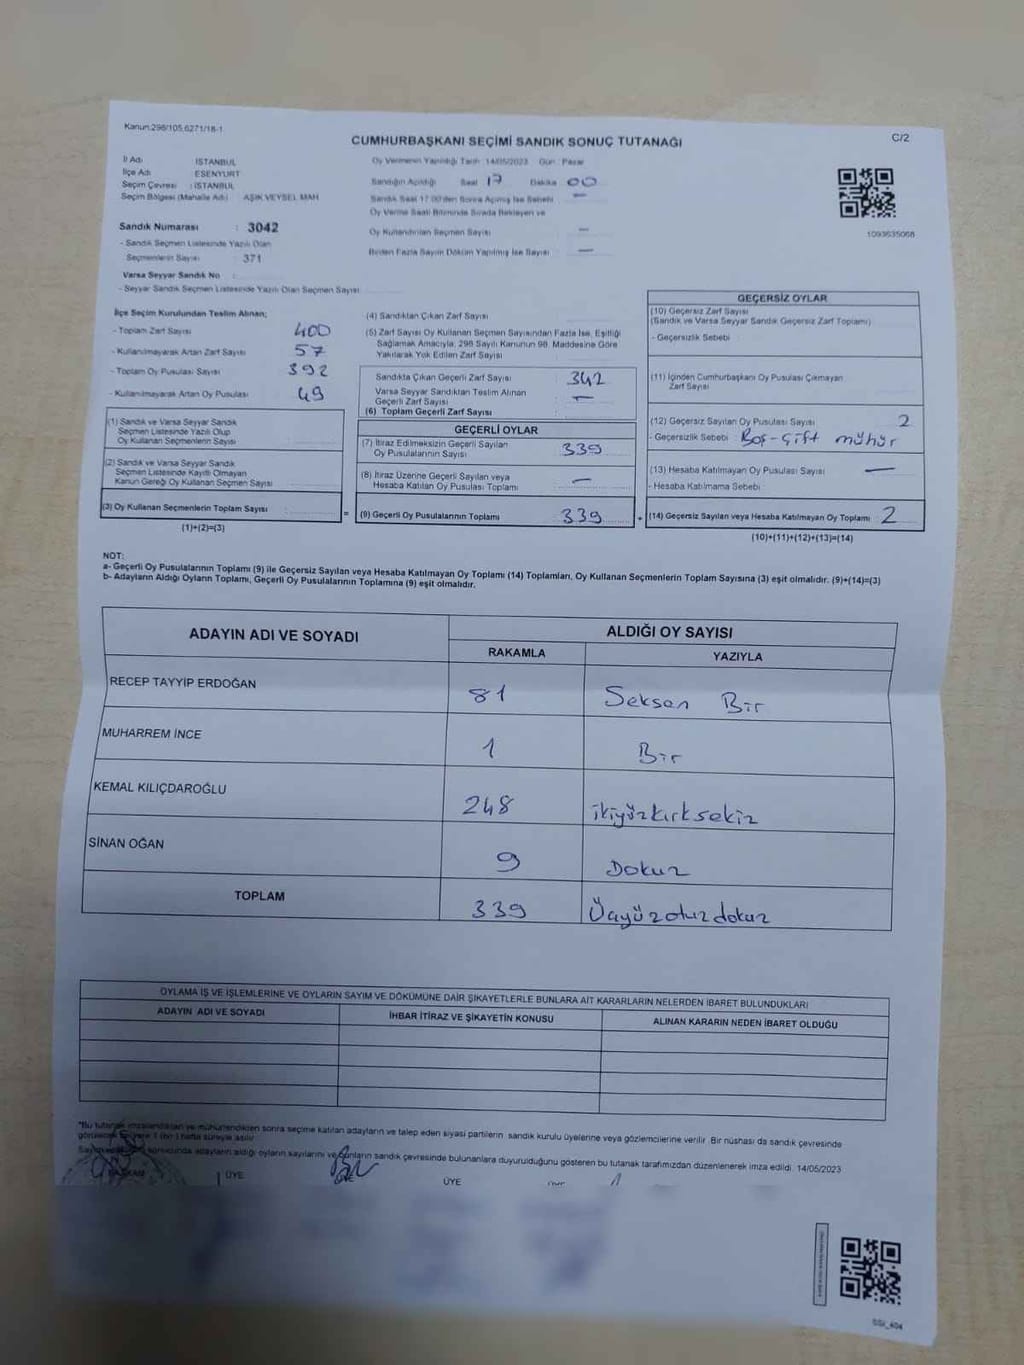 Kanun:298/105,6271/18-1
C/2
CUMHURBAŞKANI SEÇİMİ SANDIK SONUÇ TUTANAĞI
İl Adı İSTANBUL
İlçe Adı ESENYURT
Seçim Çevresi : İSTANBUL
Seçim Bölgesi (Mahalle Adı) AŞIK VEYSEL MAH
Sandık Numarası : 3042
- Sandık Seçmen Listesinde Yazılı Olan
Seçmenlerin Sayısı 371
Varsa Seyyar Sandık No :
- Seyyar Sandık Seçmen Listesinde Yazılı Olan Seçmen Sayısı
Oy Vermenin Yapıldığı Tarih 14/05/2023 Gün : Pazar
Sandığın Açıldığı Saat 17 Dakika 00
Sandık Saat 17:00'den Sonra Açılmış İse Sebebi —
Oy Verme Saati Bitiminde Sırada Bekleyen ve
Oy Kullandırılan Seçmen Sayısı —
Birden Fazla Sayım Döküm Yapılmış İse Sayısı —
1093635068
İlçe Seçim Kurulundan Teslim Alınan;
- Toplam Zarf Sayısı 400
- Kullanılmayarak Artan Zarf Sayısı 57
- Toplam Oy Pusulası Sayısı 392
- Kullanılmayarak Artan Oy Pusulası 49
(1) Sandık ve Varsa Seyyar Sandık
Seçmen Listesinde Yazılı Olup
Oy Kullanan Seçmenlerin Sayısı
(2) Sandık ve Varsa Seyyar Sandık
Seçmen Listesinde Kayıtlı Olmayan
Kanun Gereği Oy Kullanan Seçmen Sayısı
(3) Oy Kullanan Seçmenlerin Toplam Sayısı :
(1)+(2)=(3)
=
(4) Sandıktan Çıkan Zarf Sayısı
(5) Zarf Sayısı Oy Kullanan Seçmen Sayısından Fazla İse, Eşitliği
Sağlamak Amacıyla, 298 Sayılı Kanunun 98. Maddesine Göre
Yakılarak Yok Edilen Zarf Sayısı
Sandıkta Çıkan Geçerli Zarf Sayısı : 342
Varsa Seyyar Sandıktan Teslim Alınan
Geçerli Zarf Sayısı : —
(6) Toplam Geçerli Zarf Sayısı :
GEÇERLİ OYLAR
(7) İtiraz Edilmeksizin Geçerli Sayılan
Oy Pusulalarının Sayısı : 339
(8) İtiraz Üzerine Geçerli Sayılan veya
Hesaba Katılan Oy Pusulası Toplamı : —
(9) Geçerli Oy Pusulalarının Toplamı : 339
+
GEÇERSİZ OYLAR
(10) Geçersiz Zarf Sayısı
(Sandık ve Varsa Seyyar Sandık Geçersiz Zarf Toplamı)
- Geçersizlik Sebebi
(11) İçinden Cumhurbaşkanı Oy Pusulası Çıkmayan
Zarf Sayısı
(12) Geçersiz Sayılan Oy Pusulası Sayısı : 2
- Geçersizlik Sebebi Boş-Çift mühür
(13) Hesaba Katılmayan Oy Pusulası Sayısı —
- Hesaba Katılmama Sebebi
(14) Geçersiz Sayılan veya Hesaba Katılmayan Oy Toplamı : 2
(10)+(11)+(12)+(13)=(14)
NOT:
a- Geçerli Oy Pusulalarının Toplamı (9) ile Geçersiz Sayılan veya Hesaba Katılmayan Oy Toplamı (14) Toplamları, Oy Kullanan Seçmenlerin Toplam Sayısına (3) eşit olmalıdır. (9)+(14)=(3)
b- Adayların Aldığı Oyların Toplamı, Geçerli Oy Pusulalarının Toplamına (9) eşit olmalıdır.
ADAYIN ADI VE SOYADI
ALDIĞI OY SAYISI
RAKAMLA YAZIYLA
RECEP TAYYİP ERDOĞAN 81 Seksen Bir
MUHARREM İNCE 1 Bir
KEMAL KILIÇDAROĞLU 248 ikiyüzkırksekiz
SİNAN OĞAN 9 Dokuz
TOPLAM 339 Üçyüzotuzdokuz
OYLAMA İŞ VE İŞLEMLERİNE VE OYLARIN SAYIM VE DÖKÜMÜNE DAİR ŞİKAYETLERLE BUNLARA AİT KARARLARIN NELERDEN İBARET BULUNDUKLARI
ADAYIN ADI VE SOYADI İHBAR İTİRAZ VE ŞİKAYETİN KONUSU ALINAN KARARIN NEDEN İBARET OLDUĞU
*Bu tutanak imzalandıktan ve mühürlendikten sonra seçime katılan adayların ve talep eden siyasi partilerin sandık kurulu üyelerine veya gözlemcilerine verilir. Bir nüshası da sandık çevresinde
görülecek bir yere 1 (bir) hafta süreyle asılır.
sonucunda adayların aldığı oyların sayılarını ve bunların sandık çevresinde bulunanlara duyurulduğunu gösteren bu tutanak tarafımızdan düzenlenerek imza edildi. 14/05/2023
BAŞKAN ÜYE ÜYE
SSI_404